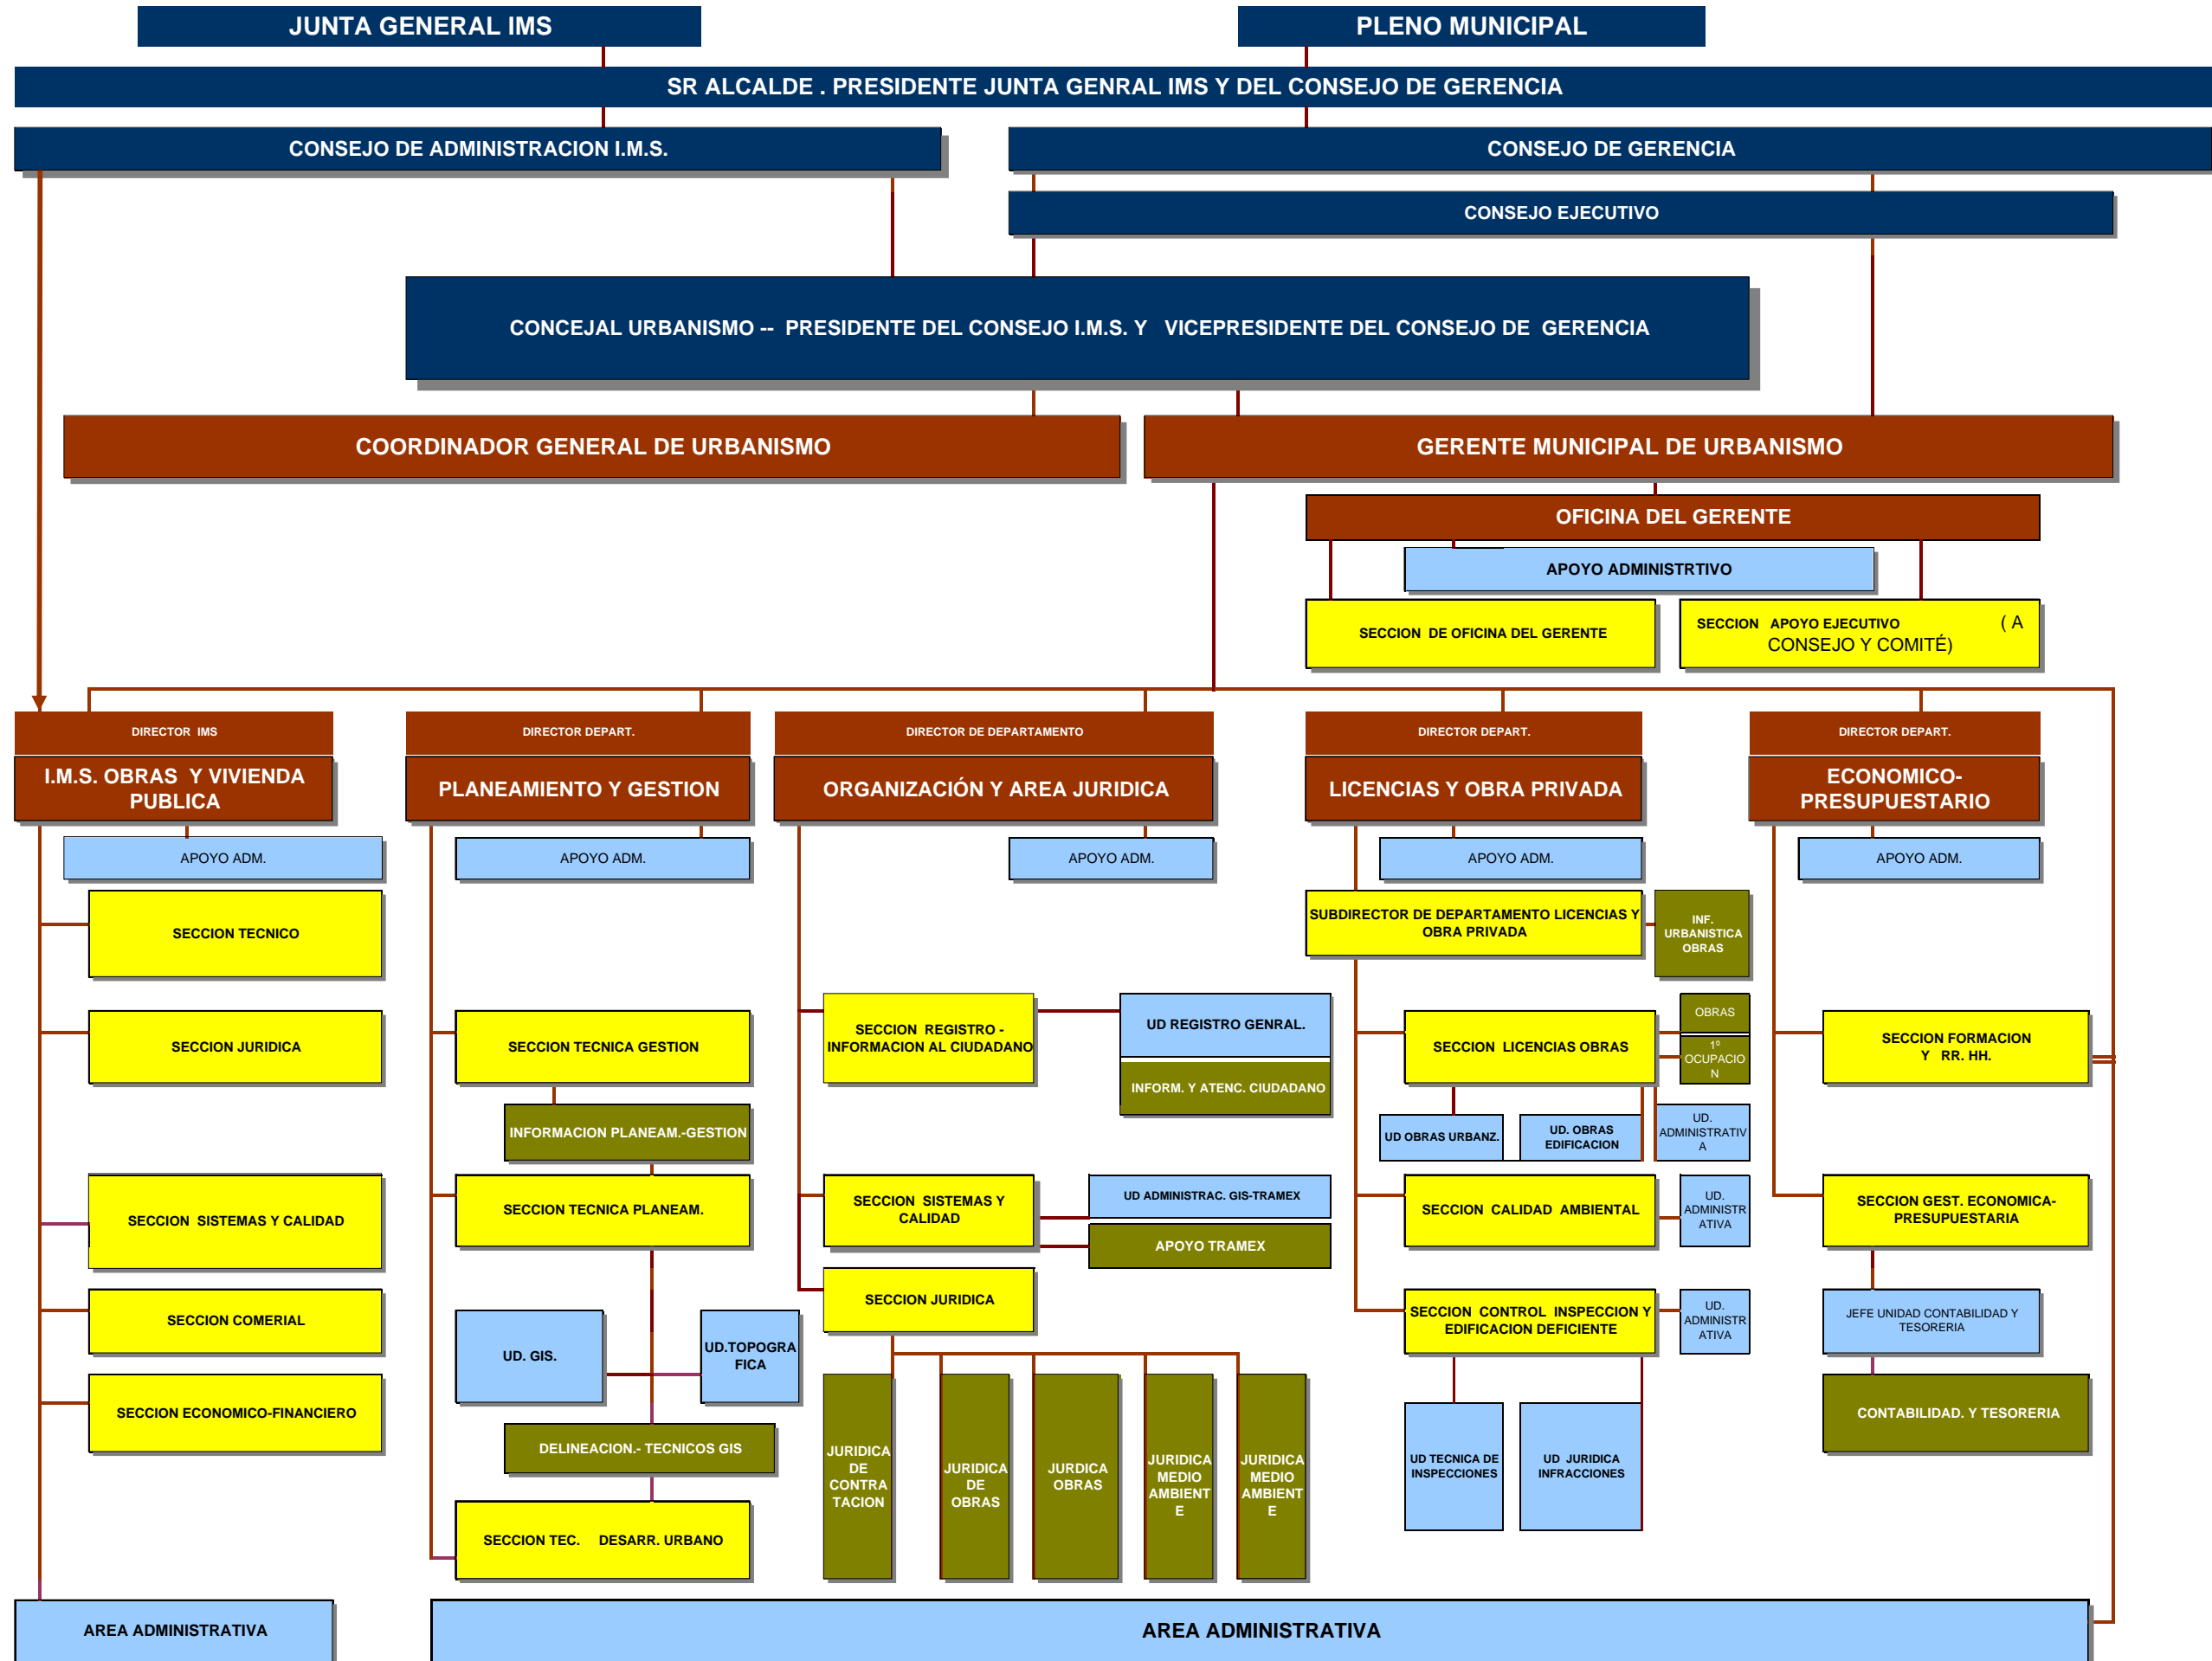 JUNTA GENERAL IMS
PLENO MUNICIPAL
SR ALCALDE . PRESIDENTE JUNTA GENRAL IMS Y DEL CONSEJO DE GERENCIA
CONSEJO DE ADMINISTRACION I.M.S.
CONSEJO DE GERENCIA
CONSEJO EJECUTIVO
CONCEJAL URBANISMO -- PRESIDENTE DEL CONSEJO I.M.S. Y VICEPRESIDENTE DEL CONSEJO DE GERENCIA
COORDINADOR GENERAL DE URBANISMO
GERENTE MUNICIPAL DE URBANISMO
OFICINA DEL GERENTE
APOYO ADMINISTRTIVO
SECCION DE OFICINA DEL GERENTE
SECCION APOYO EJECUTIVO ( A
CONSEJO Y COMITÉ)
DIRECTOR IMS
I.M.S. OBRAS Y VIVIENDA
PUBLICA
APOYO ADM.
SECCION TECNICO
SECCION JURIDICA
SECCION SISTEMAS Y CALIDAD
SECCION COMERIAL
SECCION ECONOMICO-FINANCIERO
AREA ADMINISTRATIVA
DIRECTOR DEPART.
PLANEAMIENTO Y GESTION
APOYO ADM.
SECCION TECNICA GESTION
INFORMACION PLANEAM.-GESTION
SECCION TECNICA PLANEAM.
UD. GIS.
UD.TOPOGRA
FICA
DELINEACION.- TECNICOS GIS
SECCION TEC. DESARR. URBANO
DIRECTOR DE DEPARTAMENTO
ORGANIZACIÓN Y AREA JURIDICA
APOYO ADM.
SECCION REGISTRO -
INFORMACION AL CIUDADANO
UD REGISTRO GENRAL.
INFORM. Y ATENC. CIUDADANO
SECCION SISTEMAS Y
CALIDAD
UD ADMINISTRAC. GIS-TRAMEX
APOYO TRAMEX
SECCION JURIDICA
JURIDICA
DE
CONTRA
TACION
JURIDICA
DE
OBRAS
JURDICA
OBRAS
JURIDICA
MEDIO
AMBIENT
E
JURIDICA
MEDIO
AMBIENT
E
DIRECTOR DEPART.
LICENCIAS Y OBRA PRIVADA
APOYO ADM.
SUBDIRECTOR DE DEPARTAMENTO LICENCIAS Y
OBRA PRIVADA
INF.
URBANISTICA
OBRAS
SECCION LICENCIAS OBRAS
OBRAS
1º
OCUPACIO
N
UD OBRAS URBANZ.
UD. OBRAS
EDIFICACION
UD.
ADMINISTRATIV
A
SECCION CALIDAD AMBIENTAL
UD.
ADMINISTR
ATIVA
SECCION CONTROL INSPECCION Y
EDIFICACION DEFICIENTE
UD.
ADMINISTR
ATIVA
UD TECNICA DE
INSPECCIONES
UD JURIDICA
INFRACCIONES
DIRECTOR DEPART.
ECONOMICO-
PRESUPUESTARIO
APOYO ADM.
SECCION FORMACION
Y RR. HH.
SECCION GEST. ECONOMICA-
PRESUPUESTARIA
JEFE UNIDAD CONTABILIDAD Y
TESORERIA
CONTABILIDAD. Y TESORERIA
AREA ADMINISTRATIVA